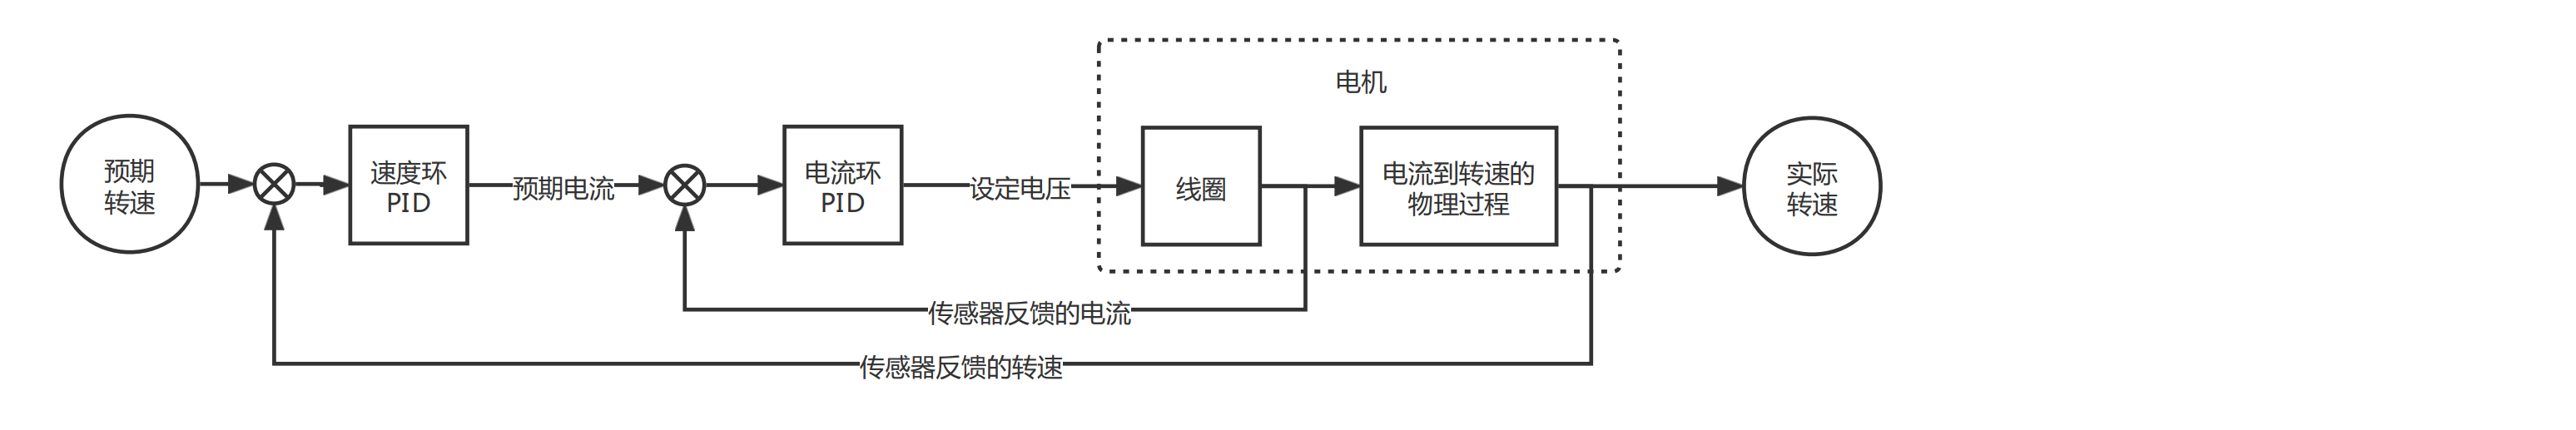 预期
转速
速度环
PID
预期电流
电流环
PID
设定电压
电机
线圈
电流到转速的
物理过程
实际
转速
传感器反馈的电流
传感器反馈的转速